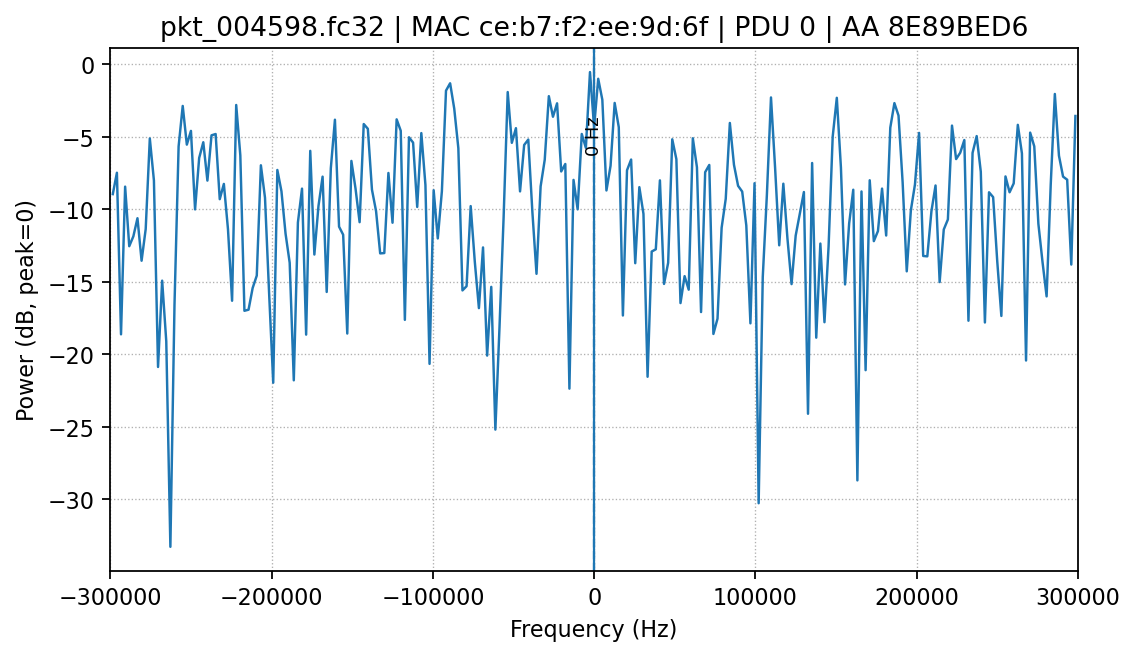 pkt_004598.fc32 | MAC ce:b7:f2:ee:9d:6f | PDU 0 | AA 8E89BED6
Power (dB, peak=0)
0
−5
−10
−15
−20
−25
−30
0 Hz
−300000 −200000 −100000 0 100000 200000 300000
Frequency (Hz)